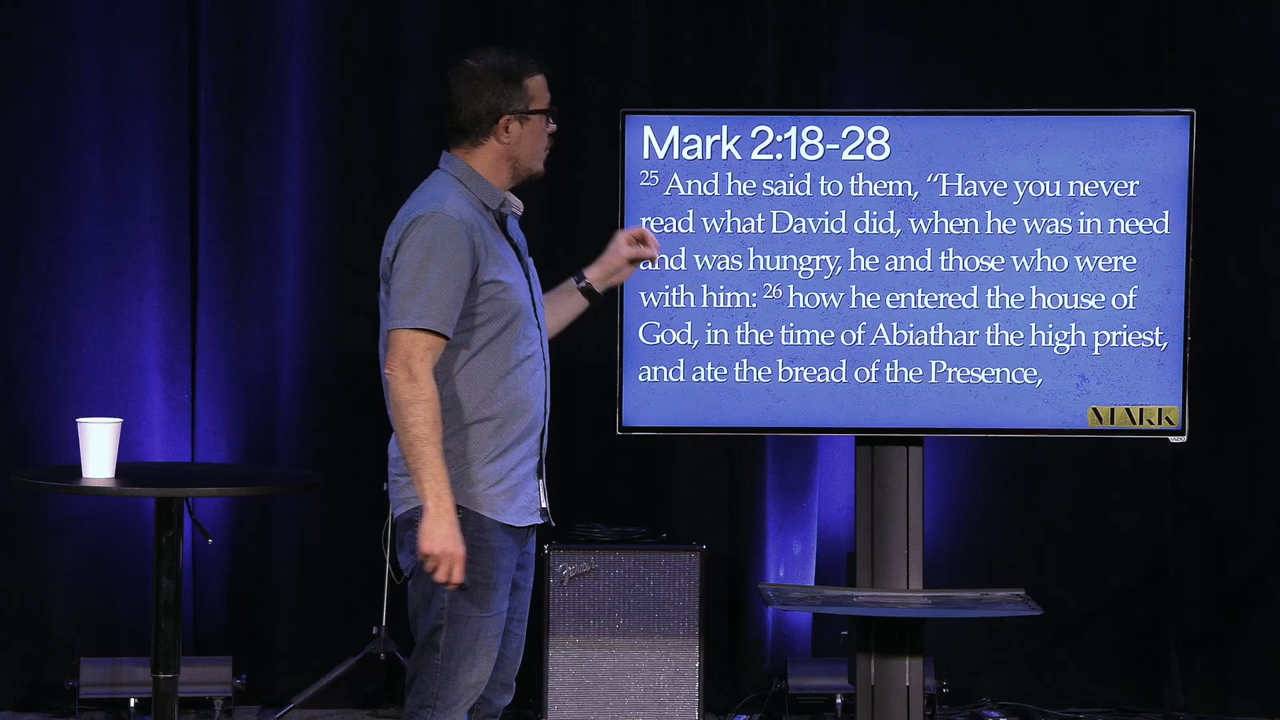 Mark 2:18-28
25 And he said to them, “Have you never
read what David did, when he was in need
and was hungry, he and those who were
with him: 26 how he entered the house of
God, in the time of Abiathar the high priest,
and ate the bread of the Presence,
MARK
Fender